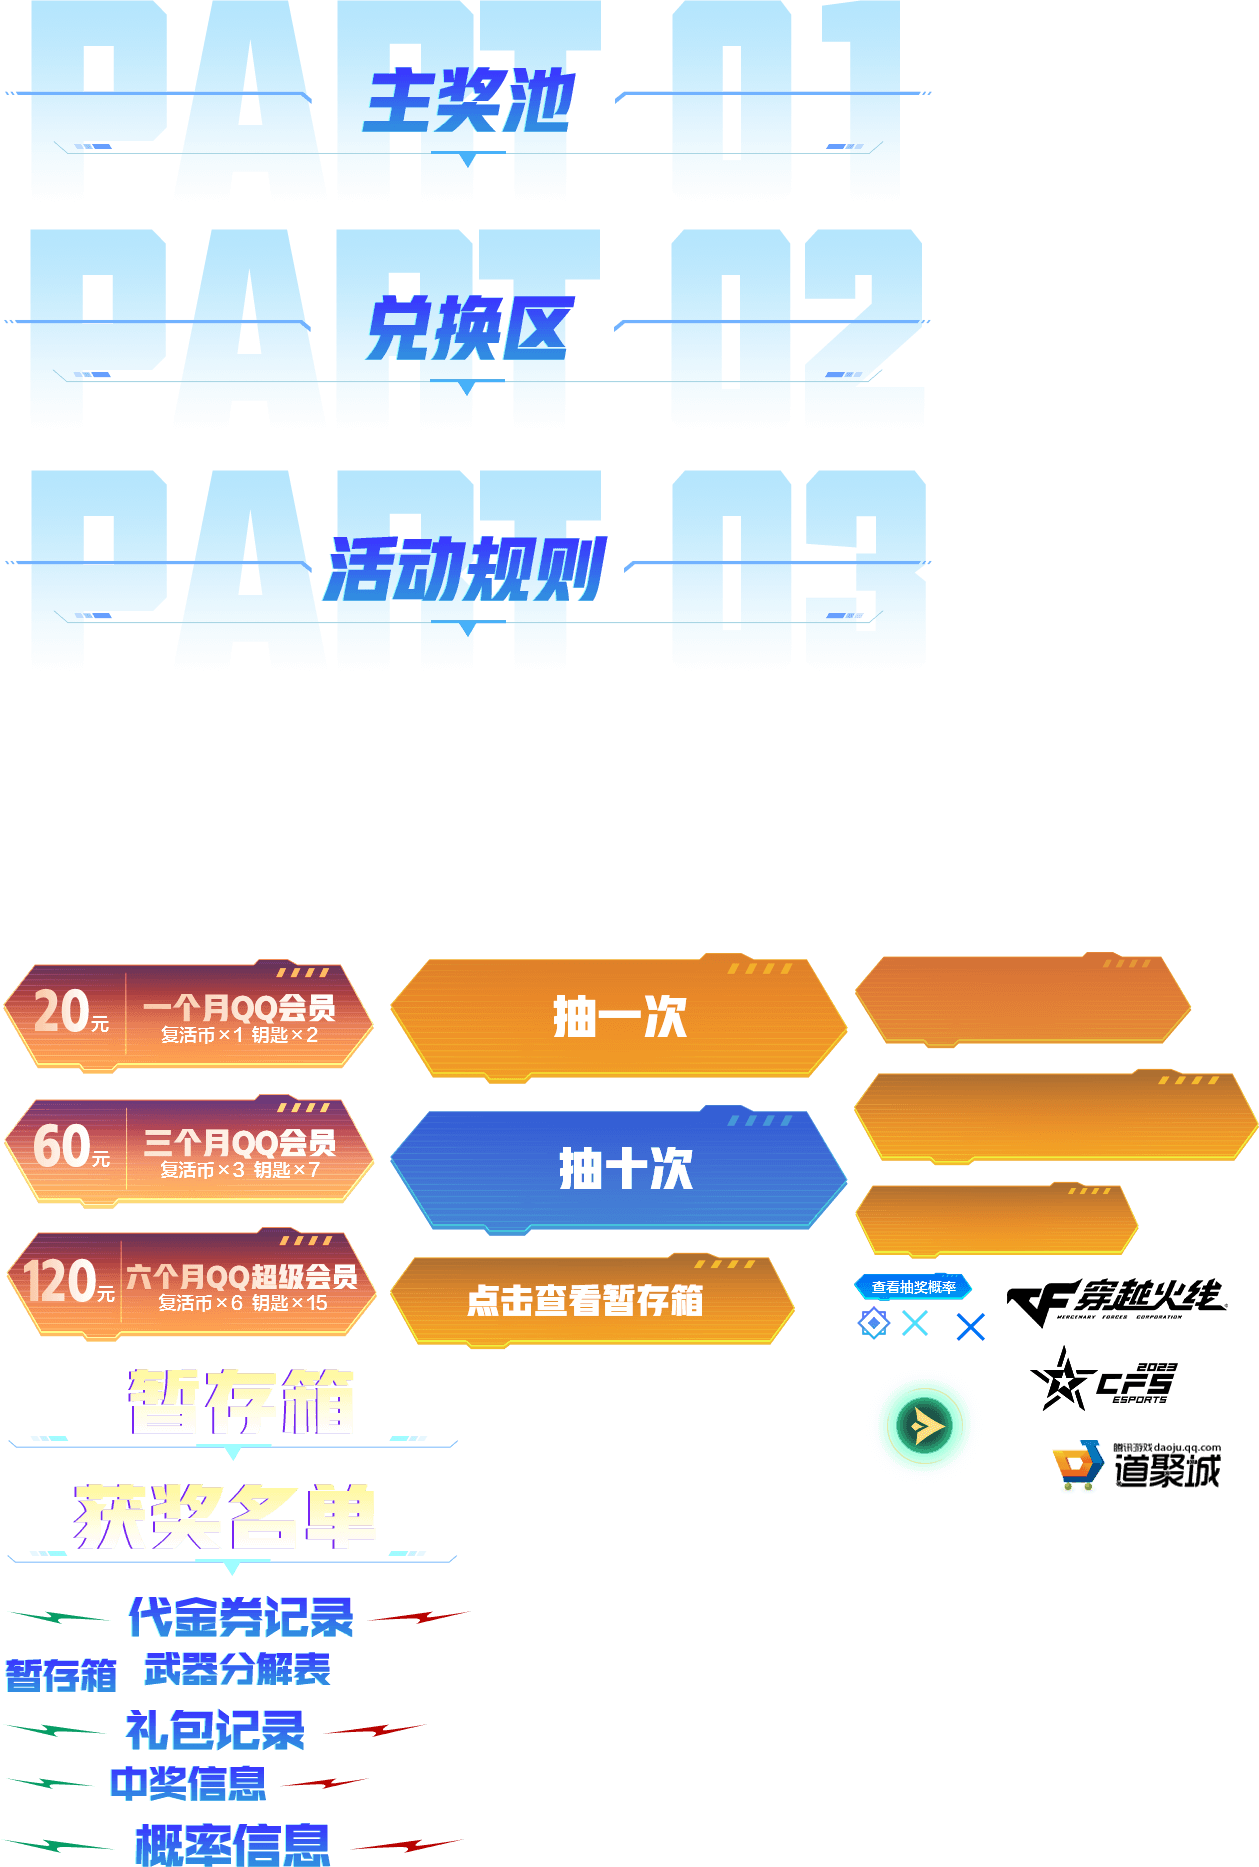 PART 01
主奖池
PART 02
兑换区
PART 03
活动规则
20元 一个月QQ会员
复活币×1 钥匙×2
60元 三个月QQ会员
复活币×3 钥匙×7
120元 六个月QQ超级会员
复活币×6 钥匙×15
抽一次
抽十次
点击查看暂存箱
查看抽奖概率
CF 穿越火线
MERCENARY FORCES CORPORATION
2023
CFS
ESPORTS
腾讯游戏 daoju.qq.com
道聚城
暂存箱
获奖名单
代金券记录
暂存箱
武器分解表
礼包记录
中奖信息
概率信息